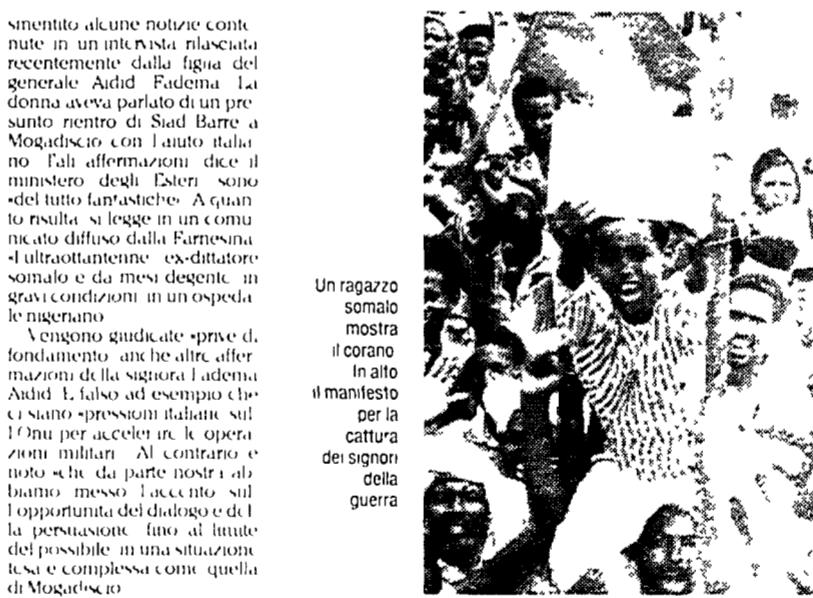 smentito alcune notizie conte
nute in un intervista rilasciata
recentemente dalla figlia del
generale Aidid Fadema La
donna aveva parlato di un pre
sunto rientro di Siad Barre a
Mogadiscio con l aiuto italia
no Tali affermazioni dice il
ministero degli Esteri sono
«del tutto fantastiche» A quan
to risulta si legge in un comu
nicato diffuso dalla Farnesina
«l ultraottantenne ex-dittatore
somalo e da mesi degente in
gravi condizioni in un ospeda
le nigeriano
Vengono giudicate «prive di
fondamento anche altre affer
mazioni della signora Fadema
Aidid E falso ad esempio che
ci siano «pressioni italiane sul
l Onu per accelerare le opera
zioni militari Al contrario e
noto «che da parte nostra ab
biamo messo l accento sul
l opportunita del dialogo e del
la persuasione fino al limite
del possibile in una situazione
tesa e complessa come quella
di Mogadiscio
Un ragazzo
somalo
mostra
il corano
In alto
il manifesto
per la
cattura
dei signori
della
guerra